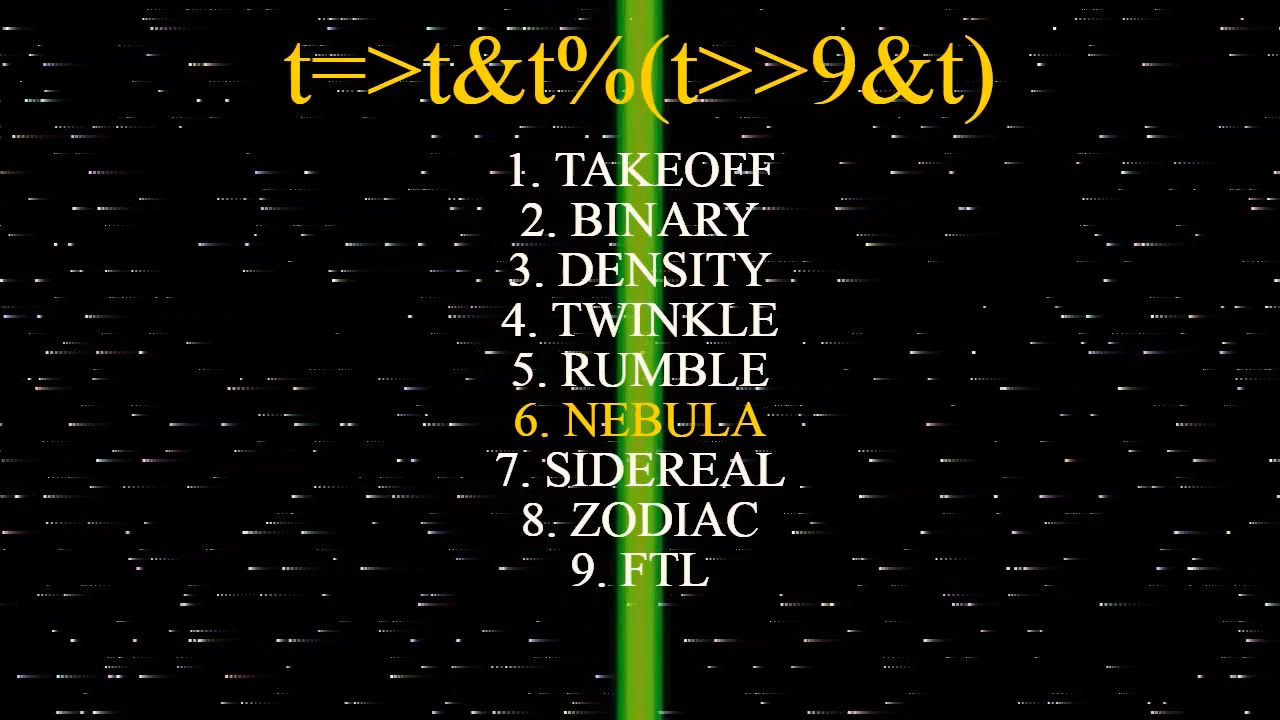 t=>t&t%(t>>9&t)
1. TAKEOFF
2. BINARY
3. DENSITY
4. TWINKLE
5. RUMBLE
6. NEBULA
7. SIDEREAL
8. ZODIAC
9. FTL